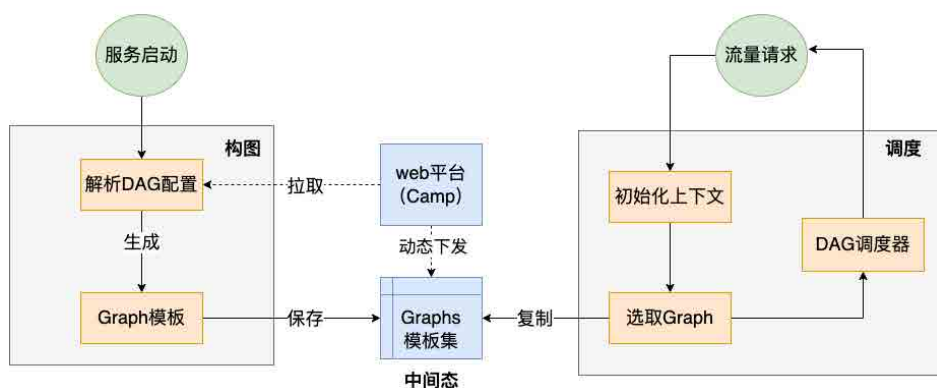 服务启动
流量请求
构图
调度
解析DAG配置
拉取
web平台
（Camp）
初始化上下文
生成
动态下发
DAG调度器
Graph模板
保存
Graphs
模板集
复制
选取Graph
中间态